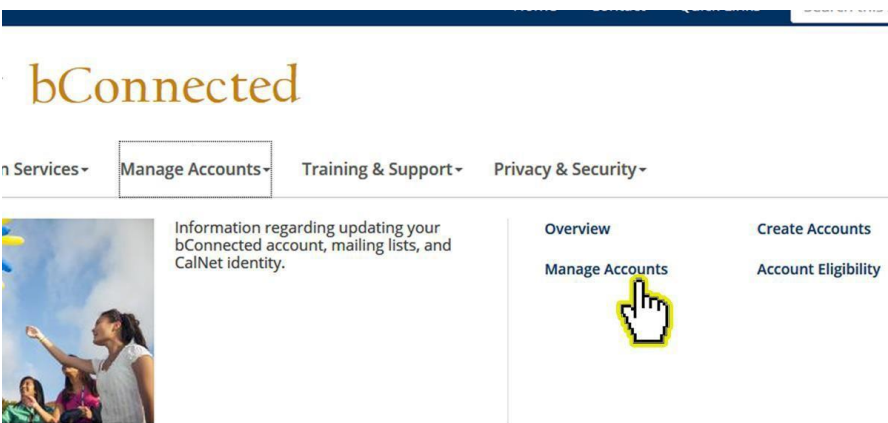 bConnected
Services
Manage Accounts
Training & Support
Privacy & Security
Information regarding updating your
bConnected account, mailing lists, and
CalNet identity.
Overview
Create Accounts
Manage Accounts
Account Eligibility